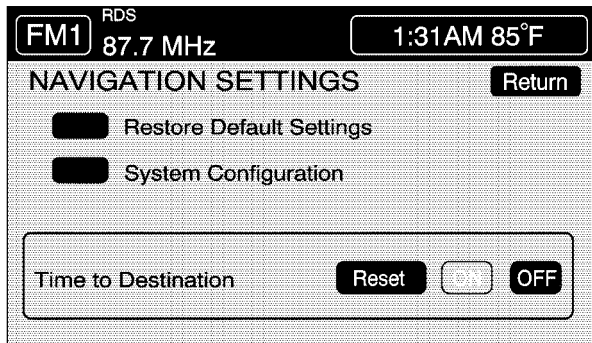 FM1 RDS 87.7 MHz 1:31AM 85°F
NAVIGATION SETTINGS Return
Restore Default Settings
System Configuration
Time to Destination Reset ON OFF